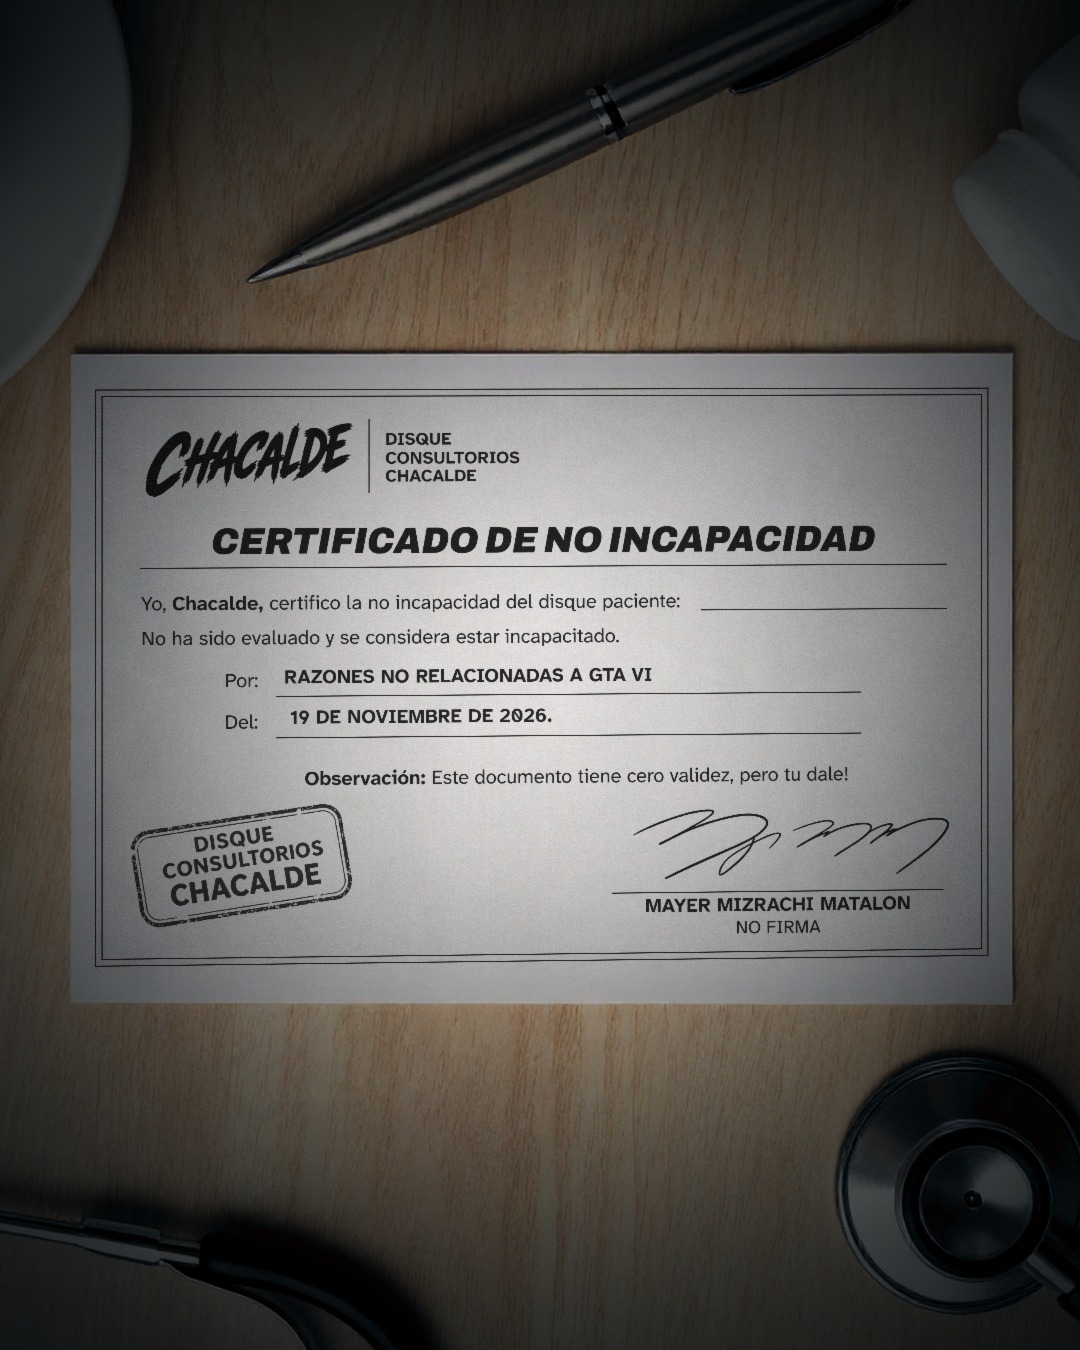 CHACALDE
DISQUE
CONSULTORIOS
CHACALDE
CERTIFICADO DE NO INCAPACIDAD
Yo, Chacalde, certifico la no incapacidad del disque paciente:
No ha sido evaluado y se considera estar incapacitado.
Por: RAZONES NO RELACIONADAS A GTA VI
Del: 19 DE NOVIEMBRE DE 2026.
Observación: Este documento tiene cero validez, pero tu dale!
DISQUE
CONSULTORIOS
CHACALDE
MAYER MIZRACHI MATALON
NO FIRMA